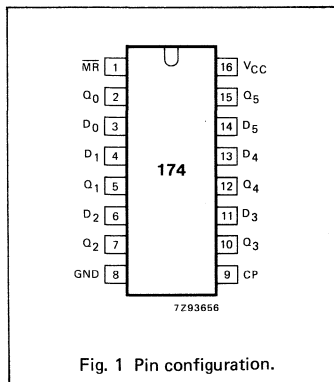 M̅R̅ 1 16 VCC
Q0 2 15 Q5
D0 3 14 D5
D1 4 13 D4
174
Q1 5 12 Q4
D2 6 11 D3
Q2 7 10 Q3
GND 8 9 CP
7Z93656
Fig. 1 Pin configuration.